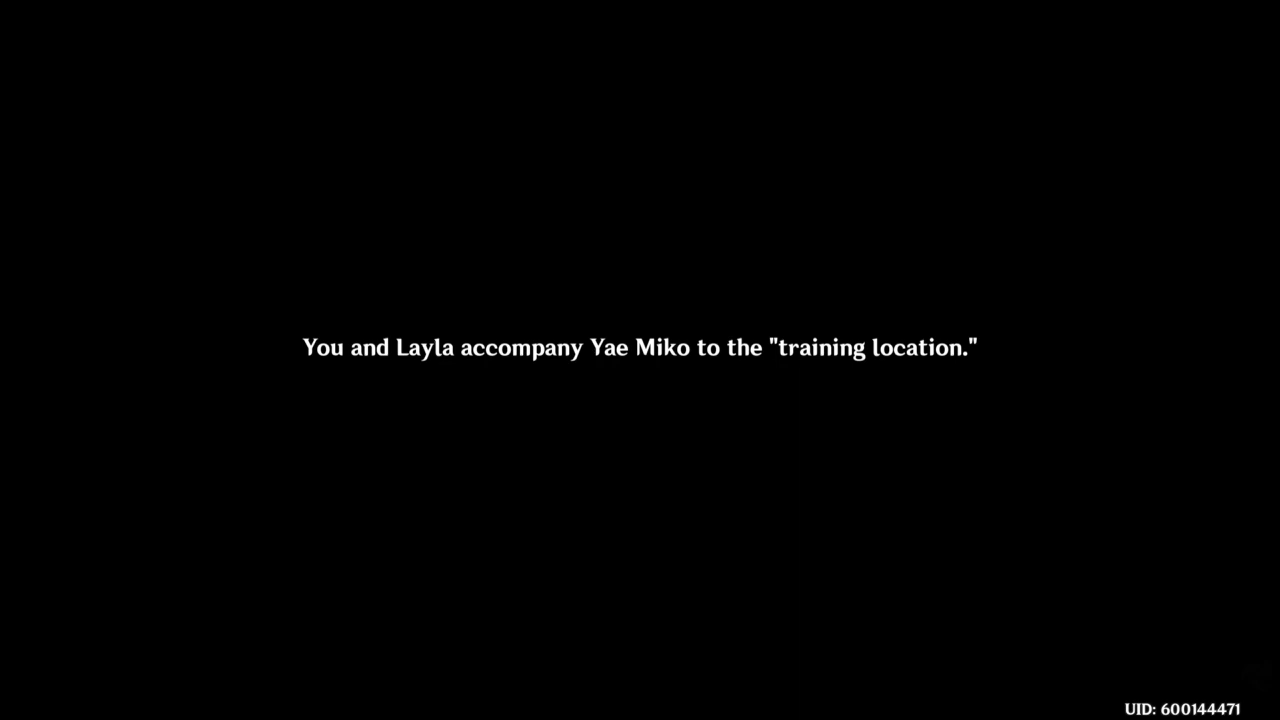 You and Layla accompany Yae Miko to the "training location."
UID: 600144471